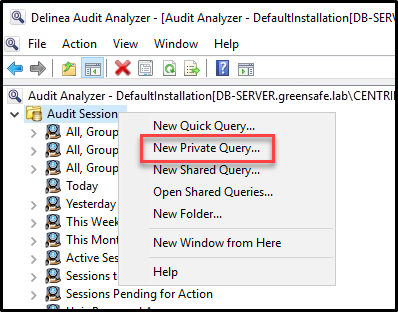 Delinea Audit Analyzer - [Audit Analyzer - DefaultInstallation[DB-SER
File Action View Window Help
Audit Analyzer - DefaultInstallation[DB-SERVER.greensafe.lab\CENTRI
Audit Session
All, Group
All, Group
All, Group
Today
Yesterday
This Week
This Mont
Active Ses
Sessions to
Sessions Pending for Action
New Quick Query...
New Private Query...
New Shared Query...
Open Shared Queries...
New Folder...
New Window from Here
Help